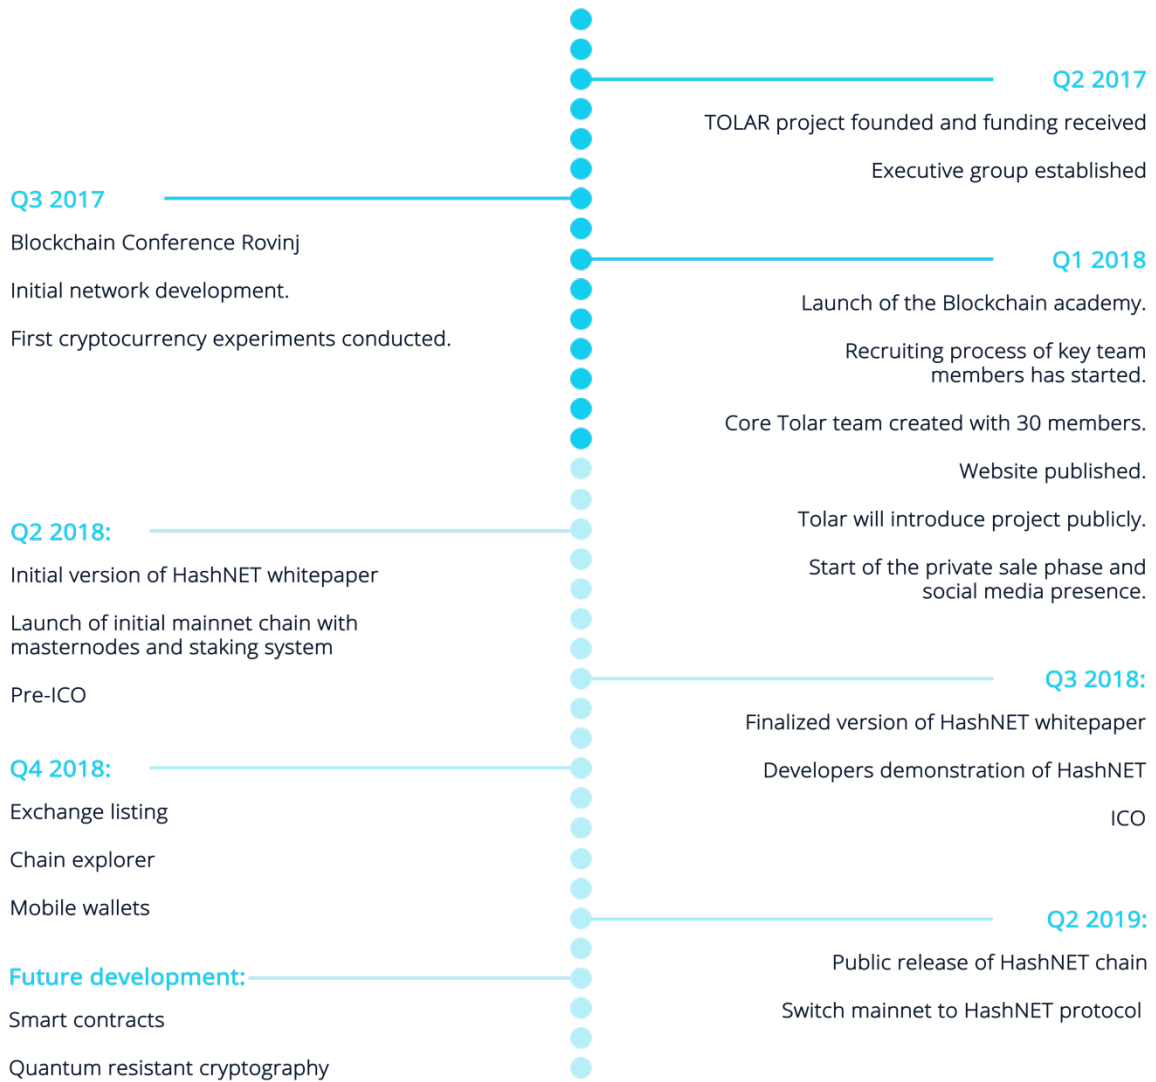 Q2 2017
TOLAR project founded and funding received
Executive group established
Q3 2017
Blockchain Conference Rovinj
Initial network development.
First cryptocurrency experiments conducted.
Q1 2018
Launch of the Blockchain academy.
Recruiting process of key team
members has started.
Core Tolar team created with 30 members.
Website published.
Tolar will introduce project publicly.
Start of the private sale phase and
social media presence.
Q2 2018:
Initial version of HashNET whitepaper
Launch of initial mainnet chain with
masternodes and staking system
Pre-ICO
Q3 2018:
Finalized version of HashNET whitepaper
Developers demonstration of HashNET
ICO
Q4 2018:
Exchange listing
Chain explorer
Mobile wallets
Q2 2019:
Public release of HashNET chain
Switch mainnet to HashNET protocol
Future development:
Smart contracts
Quantum resistant cryptography